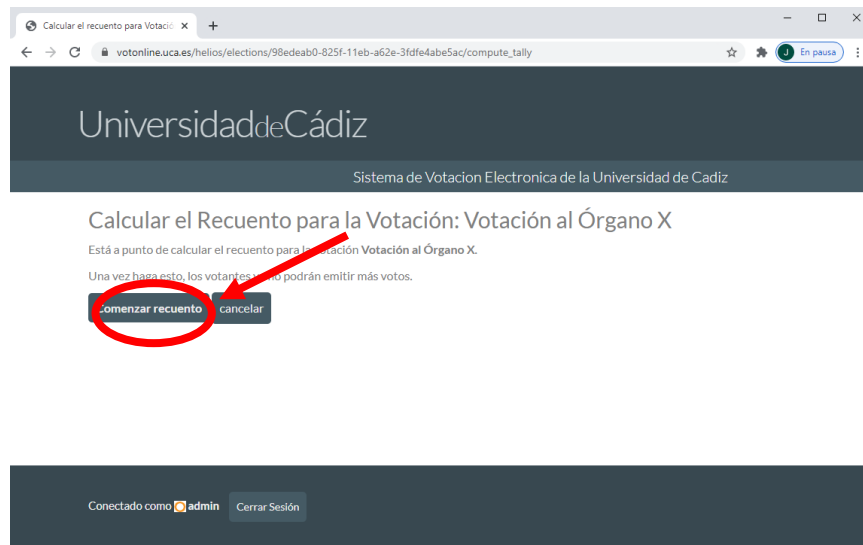 Calcular el recuento para Votació
votonline.uca.es/helios/elections/98edeab0-825f-11eb-a62e-3fdfe4abe5ac/compute_tally
J En pausa
UniversidaddeCádiz
Sistema de Votacion Electronica de la Universidad de Cadiz
Calcular el Recuento para la Votación: Votación al Órgano X
Está a punto de calcular el recuento para la votación Votación al Órgano X.
Una vez haga esto, los votantes ya no podrán emitir más votos.
Comenzar recuento cancelar
Conectado como admin Cerrar Sesión